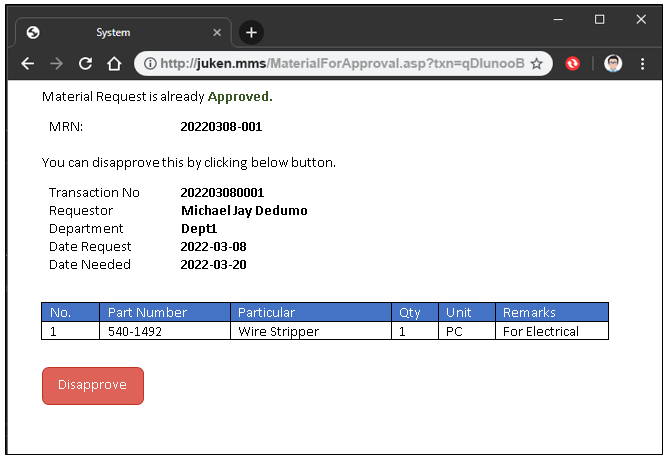 System
http://juken.mms/MaterialForApproval.asp?txn=qDIunooB
Material Request is already Approved.
MRN: 20220308-001
You can disapprove this by clicking below button.
Transaction No 202203080001
Requestor Michael Jay Dedumo
Department Dept1
Date Request 2022-03-08
Date Needed 2022-03-20
No. Part Number Particular Qty Unit Remarks
1 540-1492 Wire Stripper 1 PC For Electrical
Disapprove